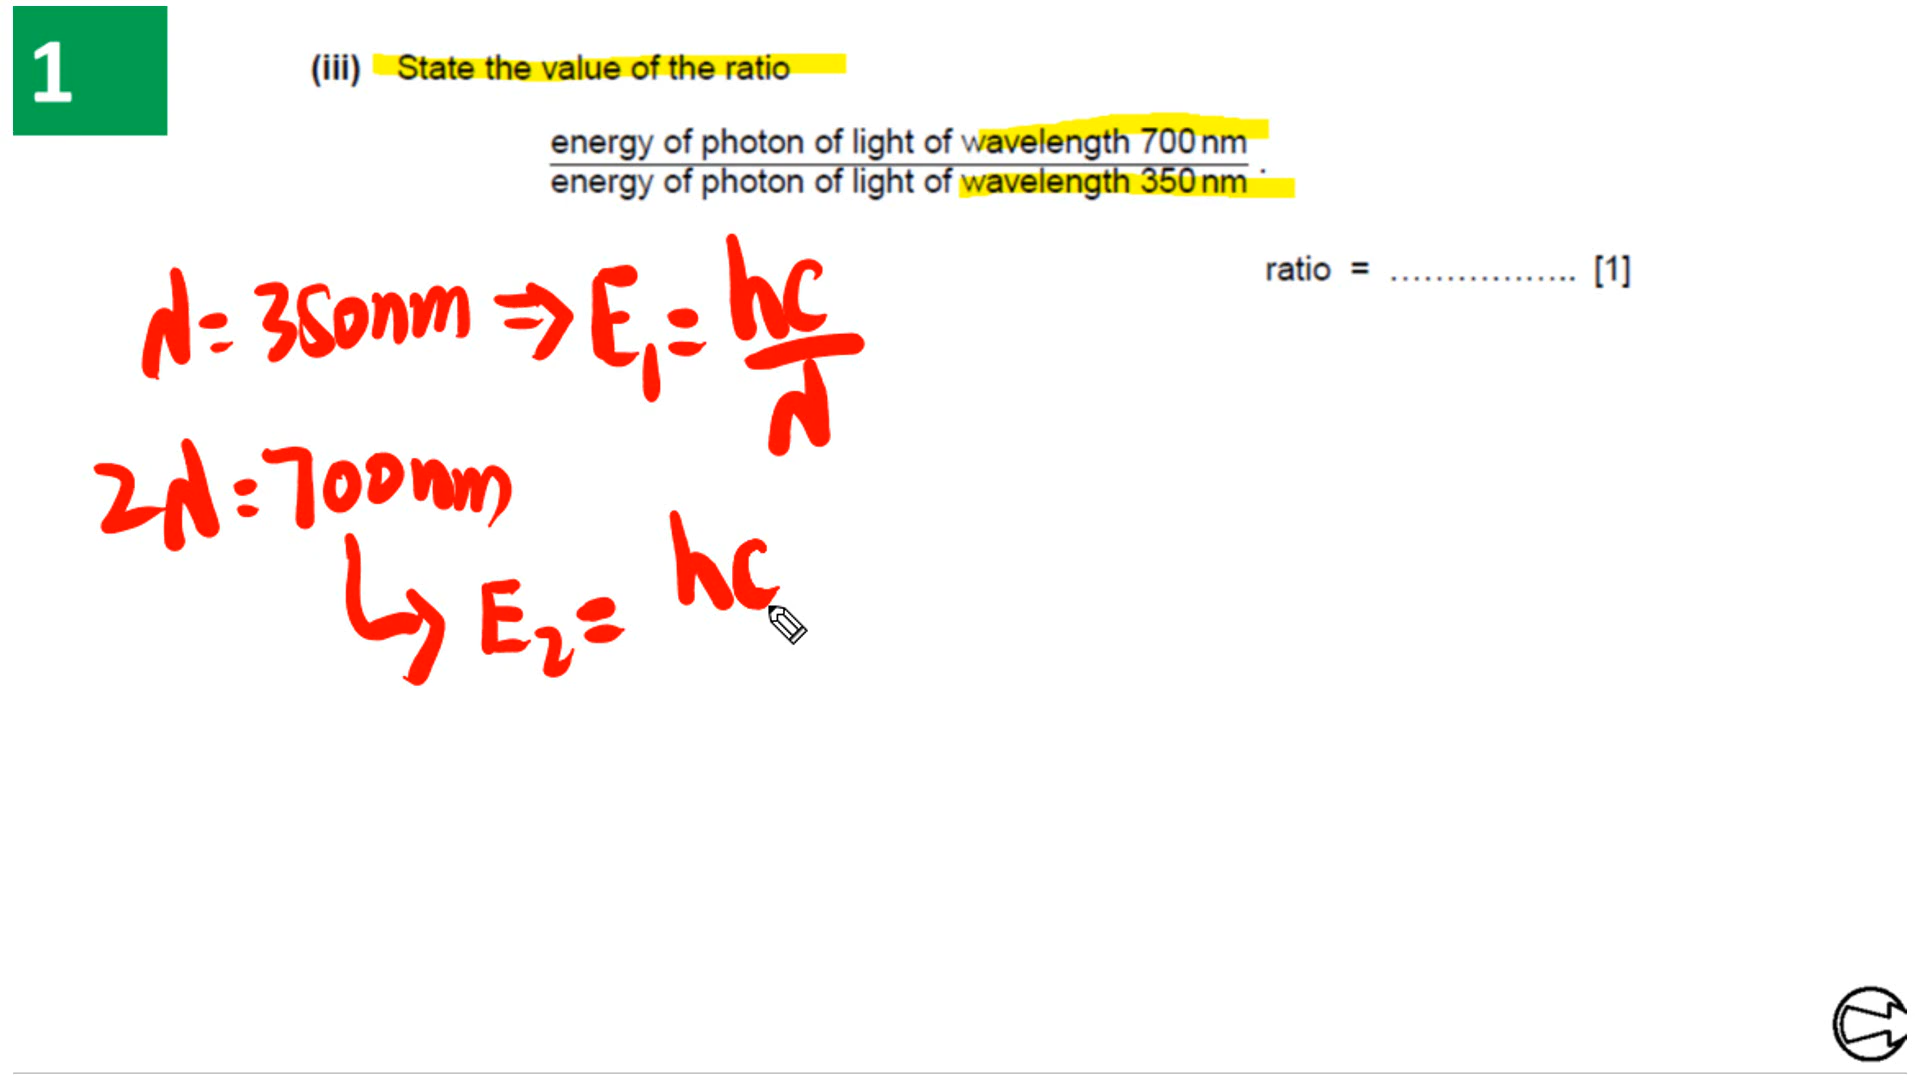 1
(iii) State the value of the ratio
energy of photon of light of wavelength 700 nm
energy of photon of light of wavelength 350 nm .
ratio = ................. [1]
λ = 350nm ⇒ E₁ = hc/λ
2λ = 700nm
↳ E₂ = hc